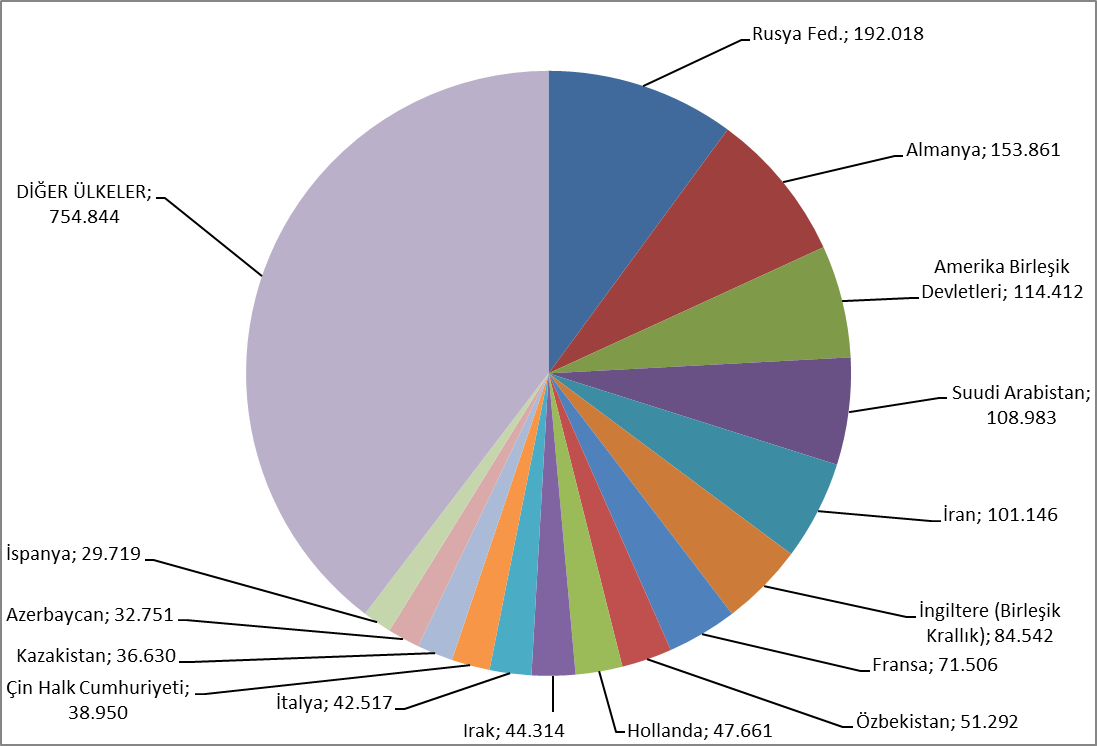 Rusya Fed.; 192.018
Almanya; 153.861
Amerika Birleşik
Devletleri; 114.412
Suudi Arabistan;
108.983
İran; 101.146
İngiltere (Birleşik
Krallık); 84.542
Fransa; 71.506
Özbekistan; 51.292
Hollanda; 47.661
Irak; 44.314
İtalya; 42.517
Çin Halk Cumhuriyeti;
38.950
Kazakistan; 36.630
Azerbaycan; 32.751
İspanya; 29.719
DİĞER ÜLKELER;
754.844